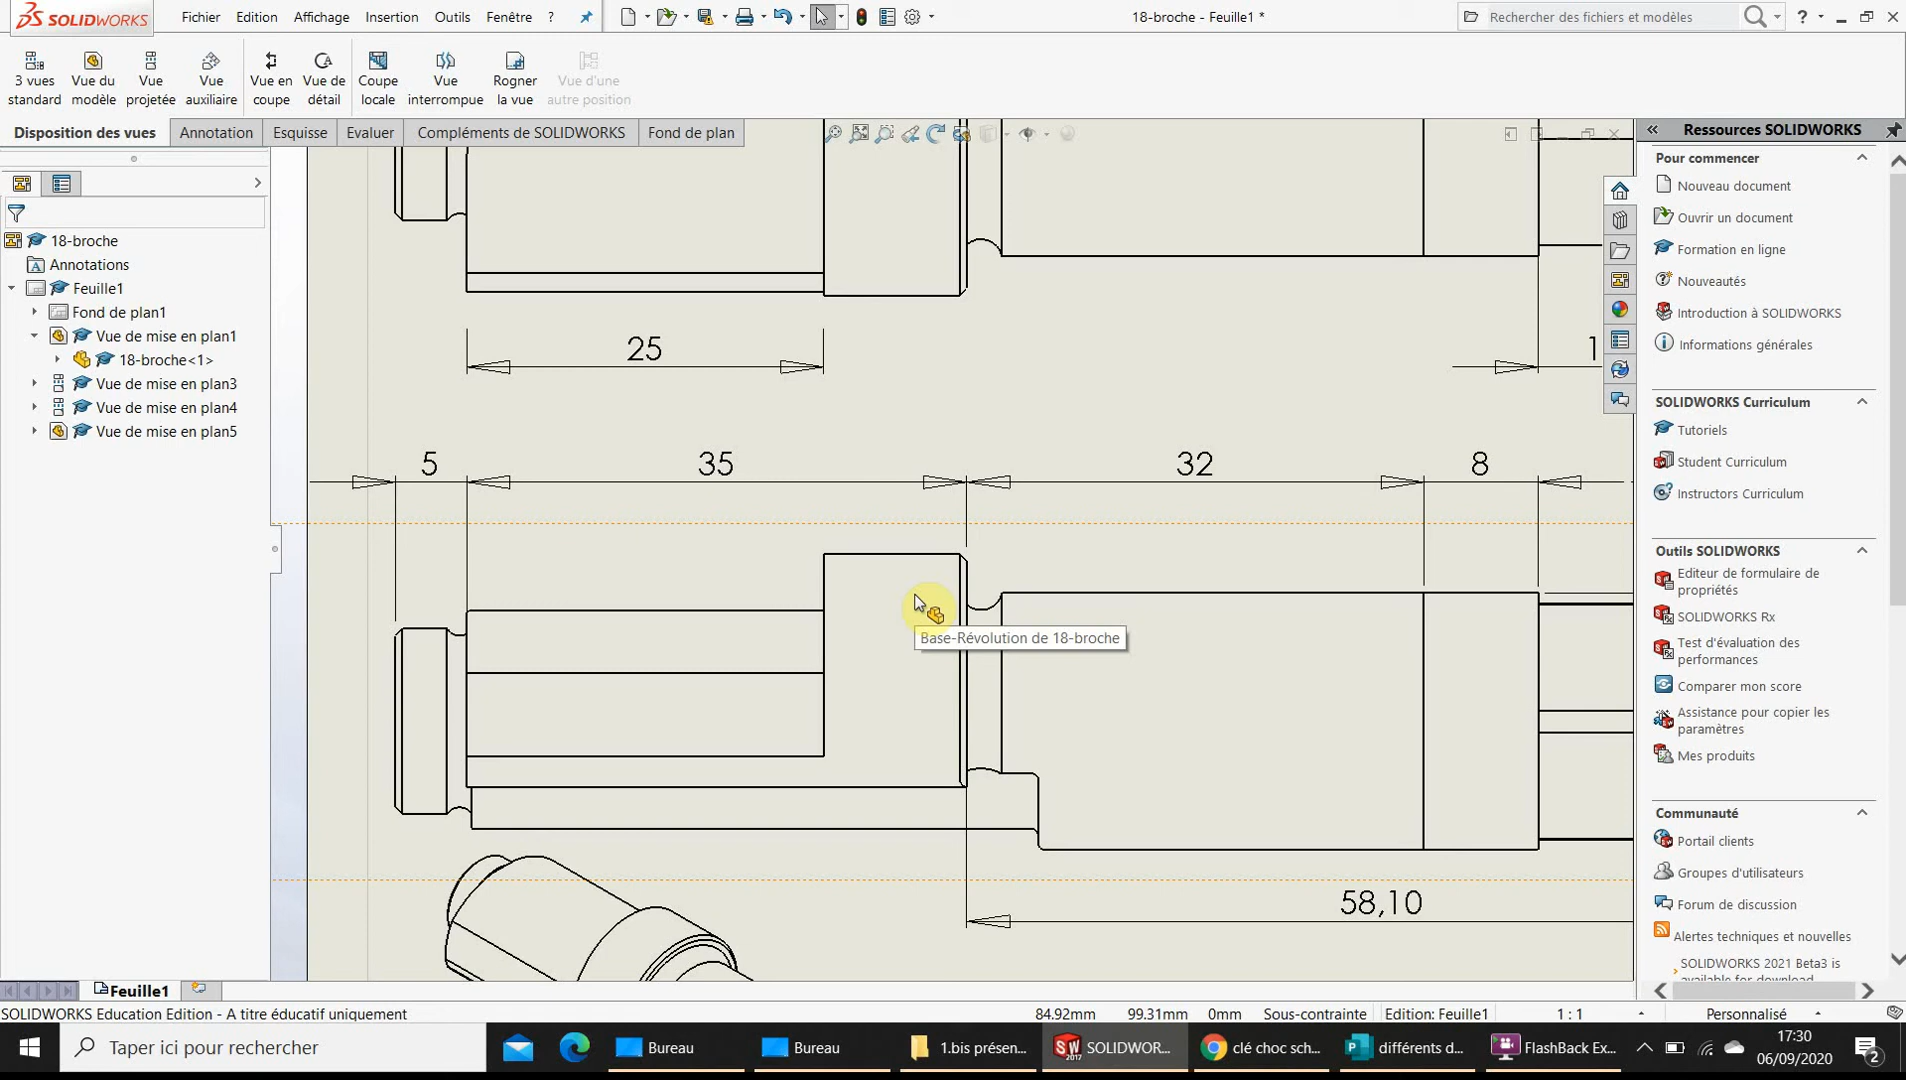 SOLIDWORKS Fichier Edition Affichage Insertion Outils Fenêtre ? 18-broche - Feuille1 * Rechercher des fichiers et modèles ?
3 vues standard
Vue du modèle
Vue projetée
Vue auxiliaire
Vue en coupe
Vue de détail
Coupe locale
Vue interrompue
Rogner la vue
Vue d'une autre position
Disposition des vues Annotation Esquisse Evaluer Compléments de SOLIDWORKS Fond de plan
18-broche
Annotations
Feuille1
Fond de plan1
Vue de mise en plan1
18-broche<1>
Vue de mise en plan3
Vue de mise en plan4
Vue de mise en plan5
25
1
5 35 32 8
Base-Révolution de 18-broche
58,10
Ressources SOLIDWORKS
Pour commencer
Nouveau document
Ouvrir un document
Formation en ligne
Nouveautés
Introduction à SOLIDWORKS
Informations générales
SOLIDWORKS Curriculum
Tutoriels
Student Curriculum
Instructors Curriculum
Outils SOLIDWORKS
Editeur de formulaire de
propriétés
SOLIDWORKS Rx
Test d'évaluation des
performances
Comparer mon score
Assistance pour copier les
paramètres
Mes produits
Communauté
Portail clients
Groupes d'utilisateurs
Forum de discussion
Alertes techniques et nouvelles
SOLIDWORKS 2021 Beta3 is
available for download
Feuille1
SOLIDWORKS Education Edition - A titre éducatif uniquement 84.92mm 99.31mm 0mm Sous-contrainte Edition: Feuille1 1 : 1 Personnalisé
Taper ici pour rechercher Bureau Bureau 1.bis présen... SOLIDWOR... clé choc sch... différents d... FlashBack Ex... 17:30
06/09/2020
2